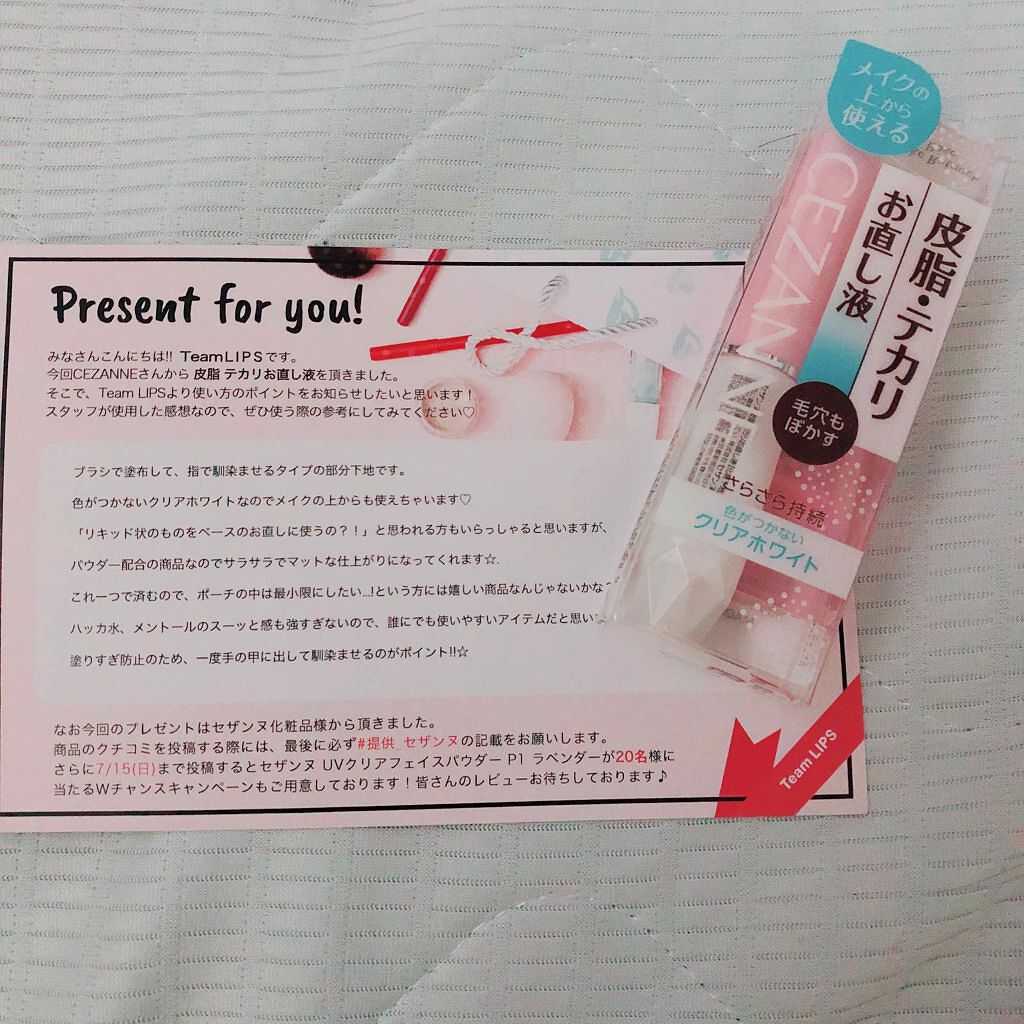 Present for you!
みなさんこんにちは!! TeamLIPSです。
今回CEZANNEさんから 皮脂 テカリお直し液を頂きました。
そこで、Team LIPSより使い方のポイントをお知らせしたいと思います！
スタッフが使用した感想なので、ぜひ使う際の参考にしてみてください♡
ブラシで塗布して、指で馴染ませるタイプの部分下地です。
色がつかないクリアホワイトなのでメイクの上からも使えちゃいます♡
「リキッド状のものをベースのお直しに使うの？！」と思われる方もいらっしゃると思いますが、
パウダー配合の商品なのでサラサラでマットな仕上がりになってくれます☆.
これ一つで済むので、ポーチの中は最小限にしたい...!という方には嬉しい商品なんじゃないかな
ハッカ水、メントールのスーッと感も強すぎないので、誰にでも使いやすいアイテムだと思い
塗りすぎ防止のため、一度手の甲に出して馴染ませるのがポイント!!☆
なお今回のプレゼントはセザンヌ化粧品様から頂きました。
商品のクチコミを投稿する際には、最後に必ず#提供_セザンヌの記載をお願いします。
さらに7/15(日)まで投稿するとセザンヌ UVクリアフェイスパウダー P1 ラベンダーが20名様に
当たるWチャンスキャンペーンもご用意しております！皆さんのレビューお待ちしております♪
Team LIPS
メイクの
上から
使える
CEZANNE
皮脂・テカリ
お直し液
毛穴も
ぼかす
さらさら持続
色がつかない
クリアホワイト